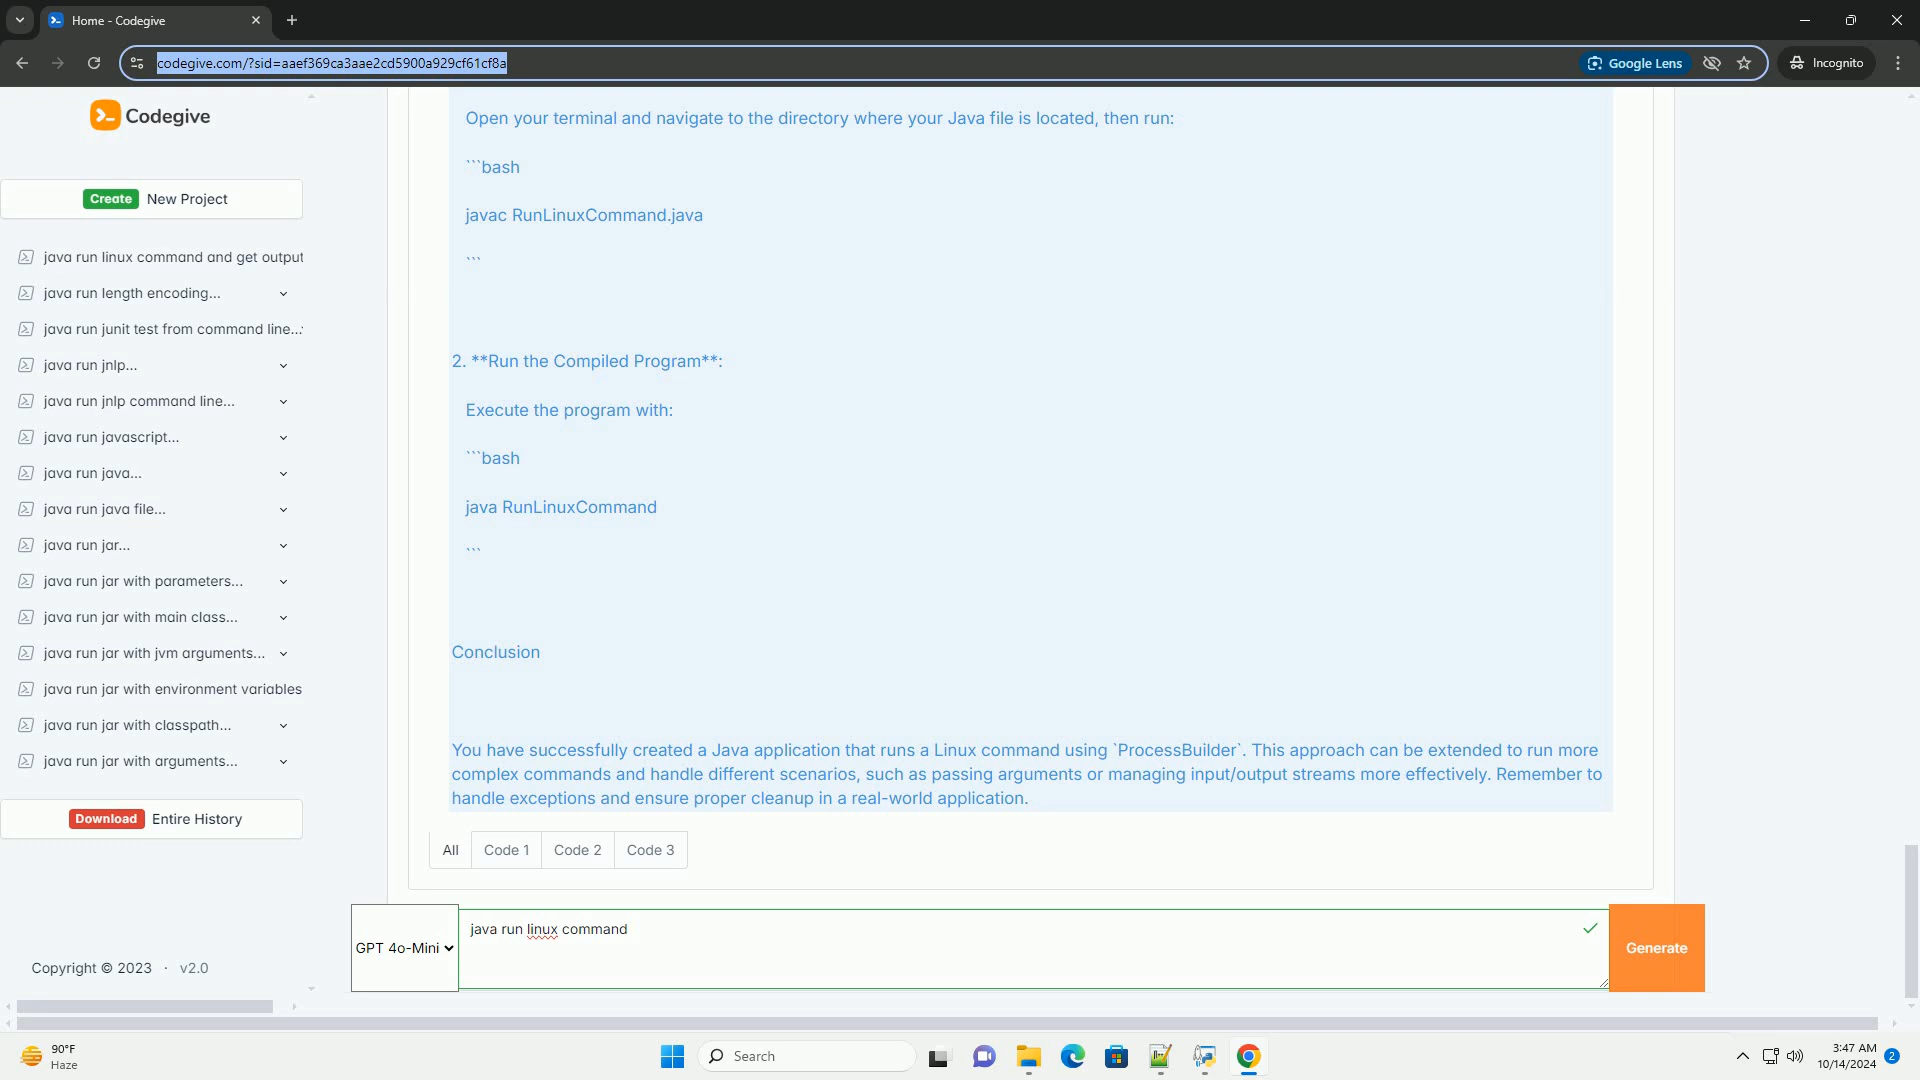 Home - Codegive
codegive.com/?sid=aaef369ca3aae2cd5900a929cf61cf8a
Google Lens
Incognito
Codegive
Create New Project
java run linux command and get output
java run length encoding...
java run junit test from command line...
java run jnlp...
java run jnlp command line...
java run javascript...
java run java...
java run java file...
java run jar...
java run jar with parameters...
java run jar with main class...
java run jar with jvm arguments...
java run jar with environment variables
java run jar with classpath...
java run jar with arguments...
Download Entire History
Copyright © 2023 · v2.0
Open your terminal and navigate to the directory where your Java file is located, then run:
```bash
javac RunLinuxCommand.java
```
2. **Run the Compiled Program**:
Execute the program with:
```bash
java RunLinuxCommand
```
Conclusion
You have successfully created a Java application that runs a Linux command using `ProcessBuilder`. This approach can be extended to run more
complex commands and handle different scenarios, such as passing arguments or managing input/output streams more effectively. Remember to
handle exceptions and ensure proper cleanup in a real-world application.
All Code 1 Code 2 Code 3
GPT 4o-Mini
java run linux command
Generate
90°F
Haze
Search
3:47 AM
10/14/2024
2